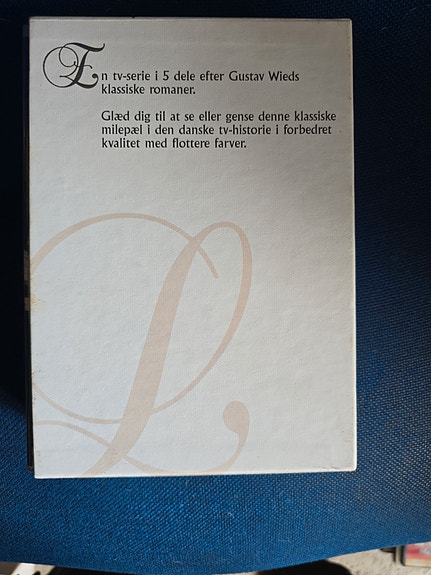 En tv-serie i 5 dele efter Gustav Wieds
klassiske romaner.
Glæd dig til at se eller gense denne klassiske
milepæl i den danske tv-historie i forbedret
kvalitet med flottere farver.
L